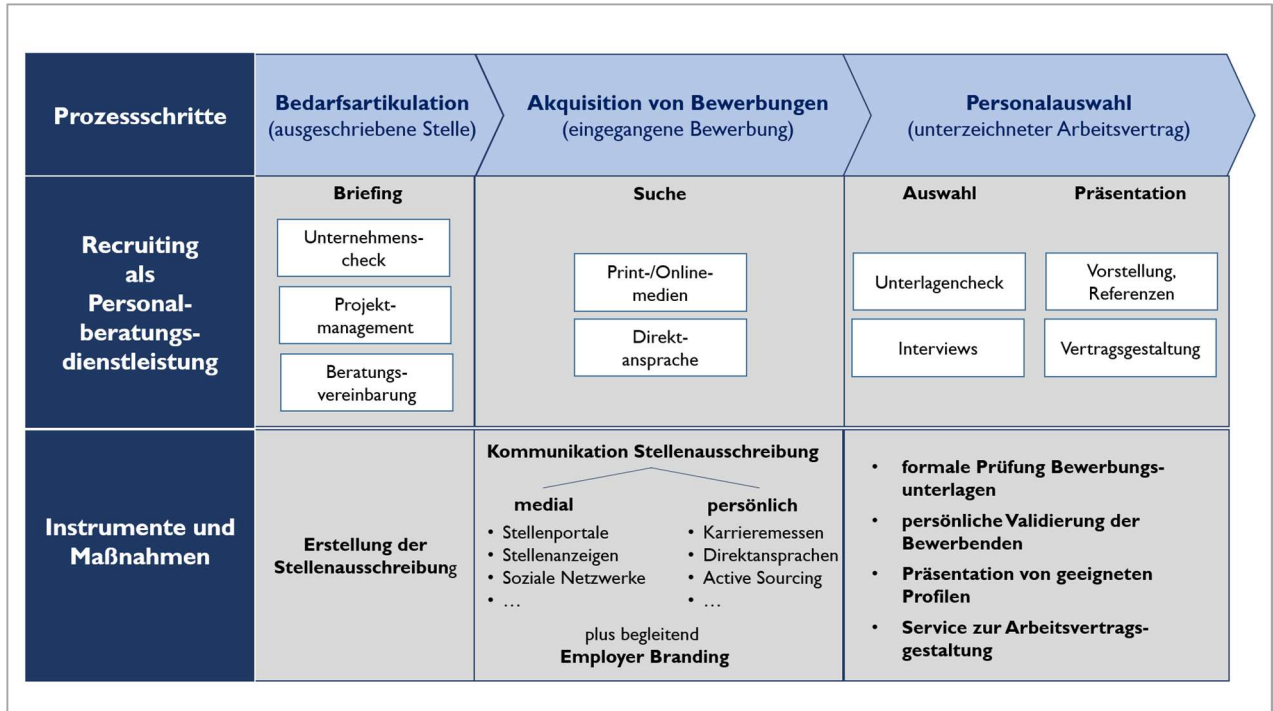 Prozessschritte
Bedarfsartikulation
(ausgeschriebene Stelle)
Akquisition von Bewerbungen
(eingegangene Bewerbung)
Personalauswahl
(unterzeichneter Arbeitsvertrag)
Recruiting
als
Personal-
beratungs-
dienstleistung
Briefing
Unternehmens-
check
Projekt-
management
Beratungs-
vereinbarung
Suche
Print-/Online-
medien
Direkt-
ansprache
Auswahl
Unterlagencheck
Interviews
Präsentation
Vorstellung,
Referenzen
Vertragsgestaltung
Instrumente und
Maßnahmen
Erstellung der
Stellenausschreibung
Kommunikation Stellenausschreibung
medial
• Stellenportale
• Stellenanzeigen
• Soziale Netzwerke
• …
persönlich
• Karrieremessen
• Direktansprachen
• Active Sourcing
• …
plus begleitend
Employer Branding
• formale Prüfung Bewerbungs-
unterlagen
• persönliche Validierung der
Bewerbenden
• Präsentation von geeigneten
Profilen
• Service zur Arbeitsvertrags-
gestaltung